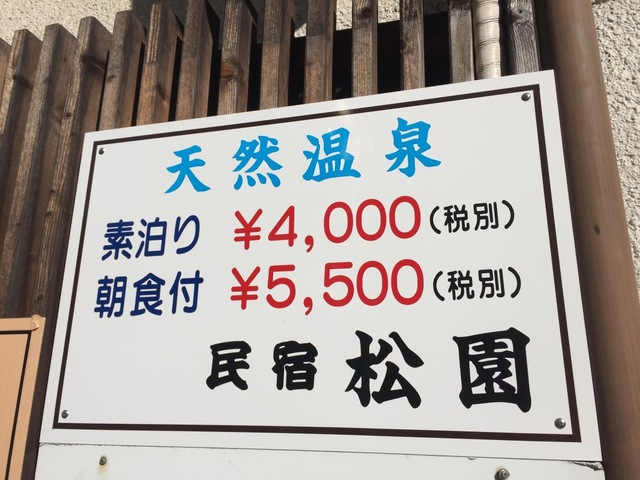 天然温泉
素泊り ¥4,000(税別)
朝食付 ¥5,500(税別)
民宿 松園